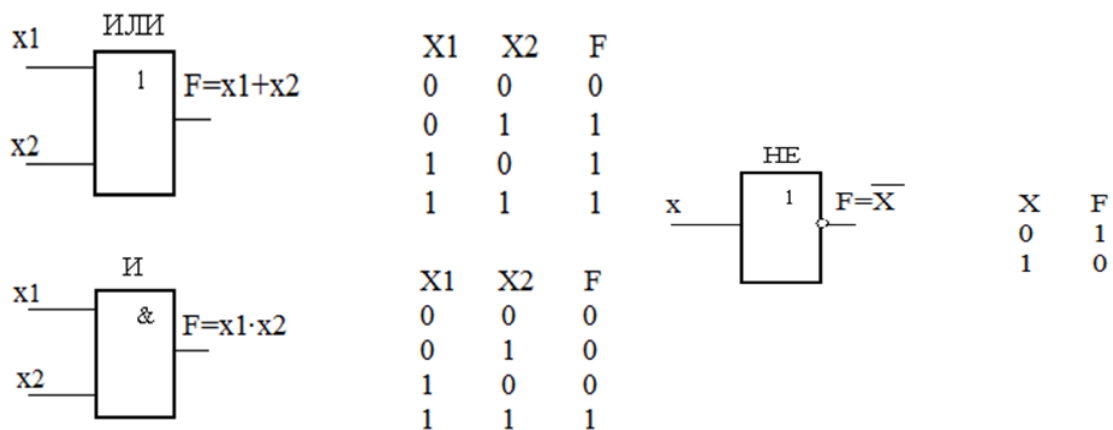 ИЛИ
x1
1
F=x1+x2
x2
X1 X2 F
0 0 0
0 1 1
1 0 1
1 1 1
И
x1
&
F=x1·x2
x2
X1 X2 F
0 0 0
0 1 0
1 0 0
1 1 1
НЕ
x
1
F=X̅
X F
0 1
1 0